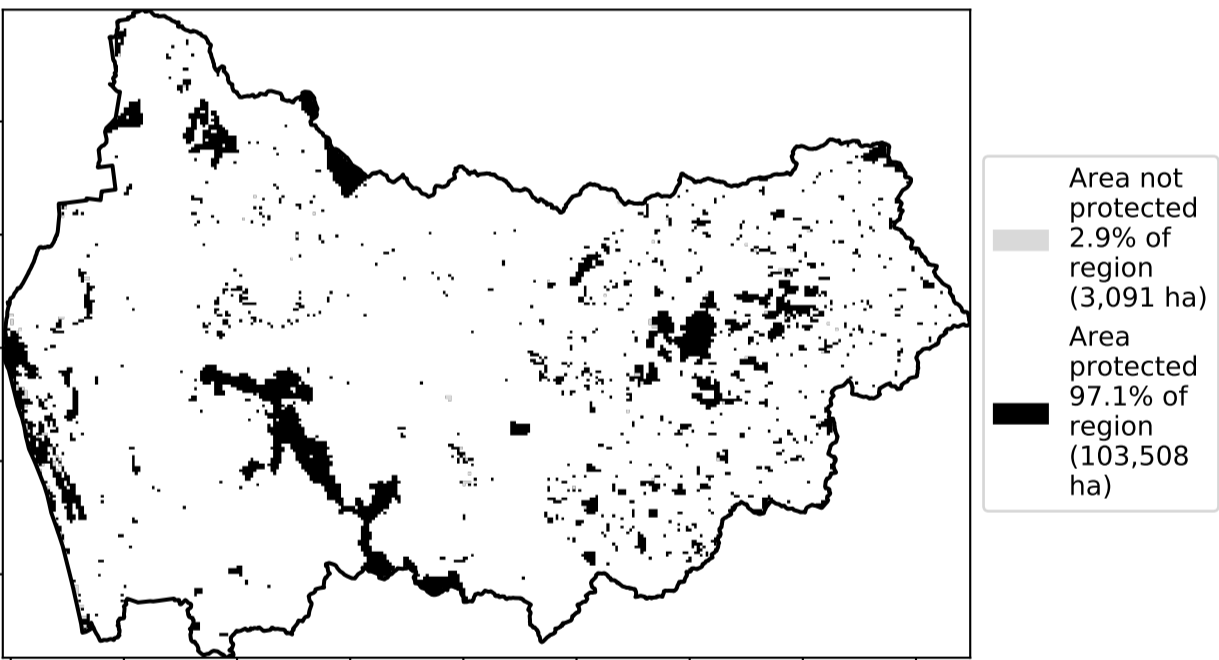 Area not
protected
2.9% of
region
(3,091 ha)
Area
protected
97.1% of
region
(103,508
ha)